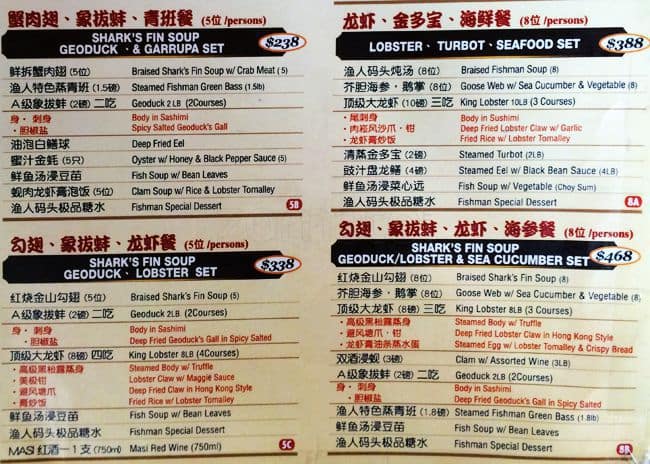 蟹肉翅、象拔蚌、青班餐 (5位 /persons)
SHARK'S FIN SOUP
GEODUCK、& GARRUPA SET
$238
鲜拆蟹肉翅 (5位) Braised Shark's Fin Soup w/ Crab Meat (5)
渔人特色蒸青班 (1.5磅) Steamed Fishman Green Bass (1.5lb)
A级象拔蚌 (2磅) 二吃 Geoduck 2LB (2Courses)
身・ 刺身 Body in Sashimi
・胆椒盐 Spicy Salted Geoduck's Gall
油泡白鳝球 Deep Fried Eel
蜜汁金蚝 (5只) Oyster w/ Honey & Black Pepper Sauce (5)
鲜鱼汤浸豆苗 Fish Soup w/ Bean Leaves
蚬肉龙虾膏泡饭 (5位) Clam Soup w/ Rice & Lobster Tomalley
渔人码头极品糖水 Fishman Special Dessert
5B
勾翅、象拔蚌、龙虾餐 (5位 /persons)
SHARK'S FIN SOUP
GEODUCK、LOBSTER SET
$338
红烧金山勾翅 (5位) Braised Shark's Fin Soup (5)
A级象拔蚌 (2磅) 二吃 Geoduck 2LB (2Courses)
身・ 刺身 Body in Sashimi
・胆椒盐 Deep Fried Geoduck's Gall in Spicy Salted
顶级大龙虾 (8磅) 四吃 King Lobster 8LB (4Courses)
・高级黑松露蒸身 Steamed Body w/ Truffle
・美极钳 Lobster Claw w/ Maggie Sauce
・避风塘爪 Deep Fried Claw in Hong Kong Style
・膏炒饭 Fried Rice w/ Lobster Tomalley
鲜鱼汤浸豆苗 Fish Soup w/ Bean Leaves
渔人码头极品糖水 Fishman Special Dessert
MASI 红酒一1支 (750ml) Masi Red Wine (750ml)
5C
龙虾、金多宝、海鲜餐 (8位 /persons)
LOBSTER、TURBOT、SEAFOOD SET
$388
渔人码头炖汤 (8位) Braised Fishman Soup (8)
芥胆海参・鹅掌 (8位) Goose Web w/ Sea Cucumber & Vegetable (8)
顶级大龙虾 (10磅) 三吃 King Lobster 10LB (3 Courses)
・尾刺身 Body in Sushimi
・肉崧风沙爪・钳 Deep Fried Lobster Claw w/ Garlic
・龙虾膏炒饭 Fried Rice w/ Lobster Tomalley
清蒸金多宝 (2磅) Steamed Turbot (2LB)
豉汁盘龙鳝 (4磅) Steamed Eel w/ Black Bean Sauce (4LB)
鲜鱼汤浸菜心远 Fish Soup w/ Vegetable (Choy Sum)
渔人码头极品糖水 Fishman Special Dessert
8A
勾翅、象拔蚌、龙虾、海参餐 (8位 /persons)
SHARK'S FIN SOUP
GEODUCK/LOBSTER & SEA CUCUMBER SET
$468
红烧金山勾翅 (8位) Braised Shark's Fin Soup (8)
芥胆海参・鹅掌 (8位) Goose Web w/ Sea Cucumber & Vegetable (8)
顶级大龙虾 (8磅) 三吃 King Lobster 8LB (3 Courses)
・高级黑松露蒸身 Steamed Body w/ Truffle
・避风塘爪・钳 Deep Fried Lobster Claw in Hong Kong Style
・龙虾膏油条蒸水蛋 Steamed Egg w/ Lobster Tomalley & Crispy Bread
双酒浸蚬 (3磅) Clam w/ Assorted Wine (3LB)
A级象拔蚌 (2磅) 二吃 Geoduck 2LB (2Courses)
身・ 刺身 Body in Sashimi
・胆椒盐 Deep Fried Geoduck's Gall in Spicy Salted
渔人特色蒸青班 (1.8磅) Steamed Fishman Green Bass (1.8lb)
鲜鱼汤浸豆苗 Fish Soup w/ Bean Leaves
渔人码头极品糖水 Fishman Special Dessert
8B